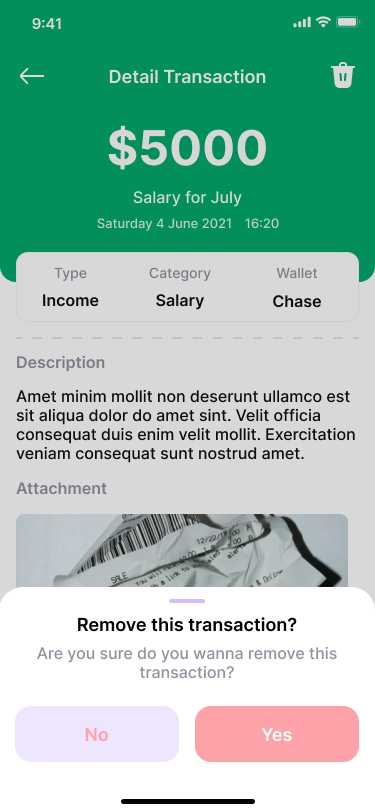 9:41
Detail Transaction
$5000
Salary for July
Saturday 4 June 2021 16:20
Type Category Wallet
Income Salary Chase
Description
Amet minim mollit non deserunt ullamco est
sit aliqua dolor do amet sint. Velit officia
consequat duis enim velit mollit. Exercitation
veniam consequat sunt nostrud amet.
Attachment
12/22/
SALE
Remove this transaction?
Are you sure do you wanna remove this
transaction?
No Yes